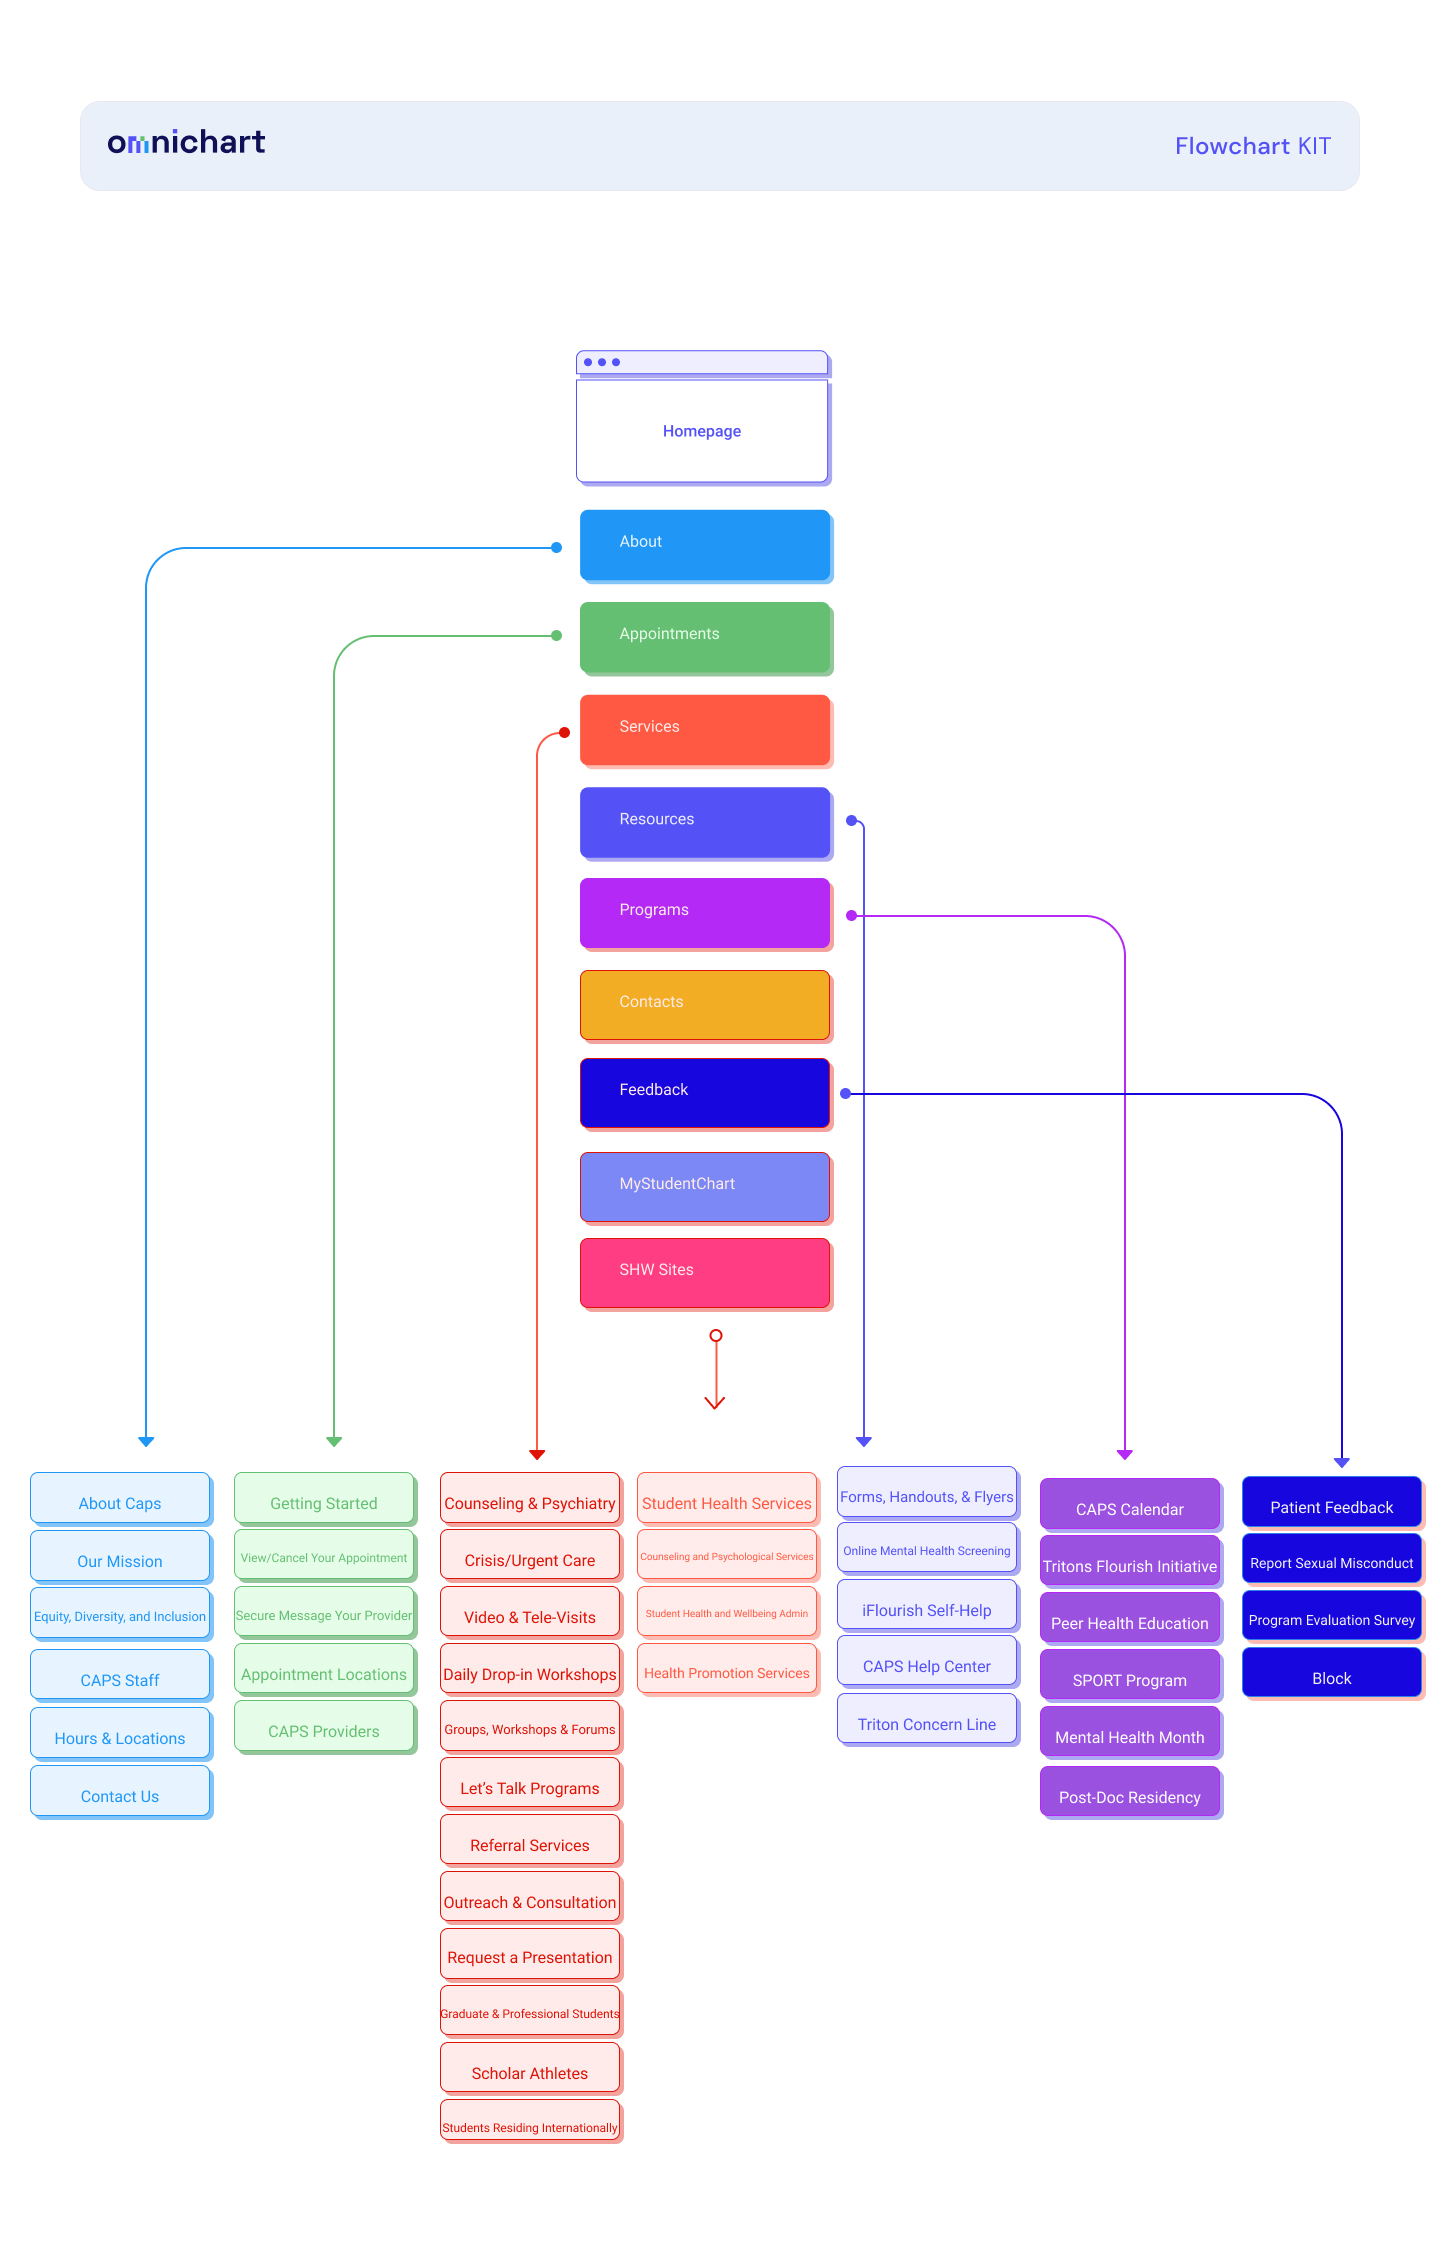 omnichart
Flowchart KIT
Homepage
About
Appointments
Services
Resources
Programs
Contacts
Feedback
MyStudentChart
SHW Sites
About Caps
Our Mission
Equity, Diversity, and Inclusion
CAPS Staff
Hours & Locations
Contact Us
Getting Started
View/Cancel Your Appointment
Secure Message Your Provider
Appointment Locations
CAPS Providers
Counseling & Psychiatry
Crisis/Urgent Care
Video & Tele-Visits
Daily Drop-in Workshops
Groups, Workshops & Forums
Let’s Talk Programs
Referral Services
Outreach & Consultation
Request a Presentation
Graduate & Professional Students
Scholar Athletes
Students Residing Internationally
Student Health Services
Counseling and Psychological Services
Student Health and Wellbeing Admin
Health Promotion Services
Forms, Handouts, & Flyers
Online Mental Health Screening
iFlourish Self-Help
CAPS Help Center
Triton Concern Line
CAPS Calendar
Tritons Flourish Initiative
Peer Health Education
SPORT Program
Mental Health Month
Post-Doc Residency
Patient Feedback
Report Sexual Misconduct
Program Evaluation Survey
Block